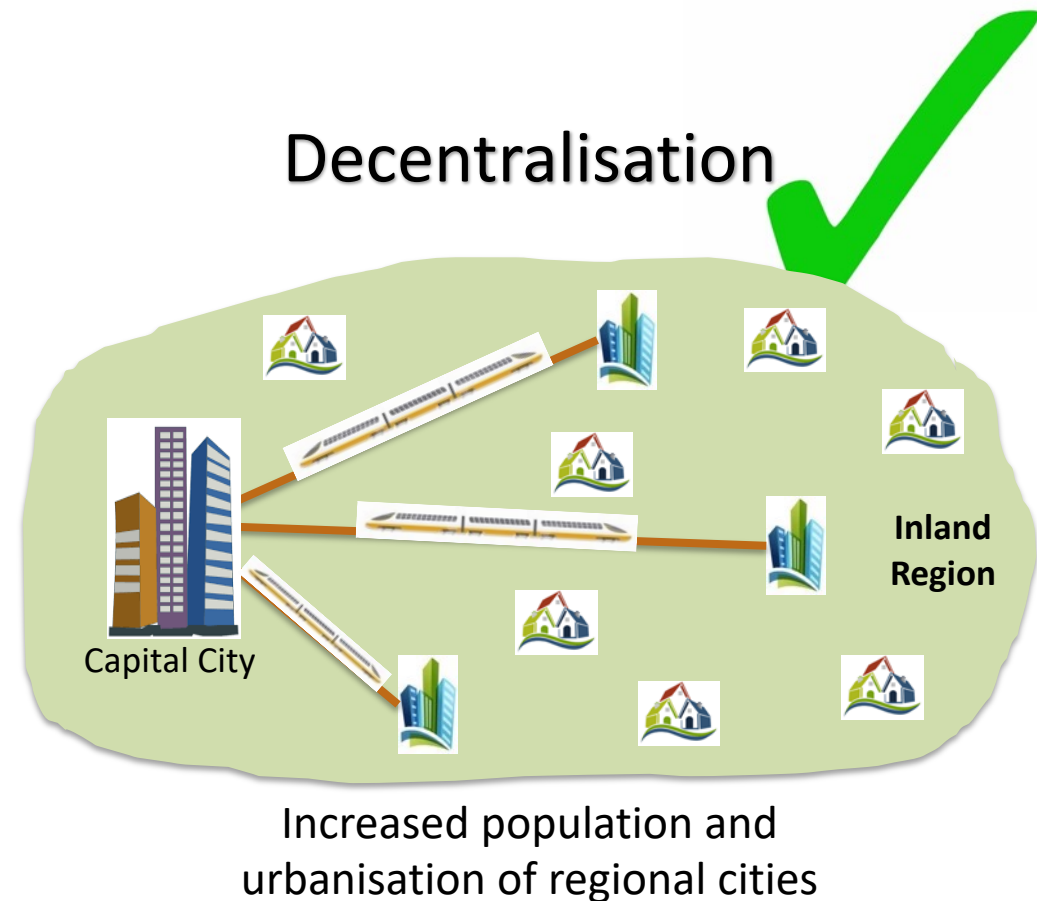 Decentralisation
Inland
Region
Capital City
Increased population and
urbanisation of regional cities